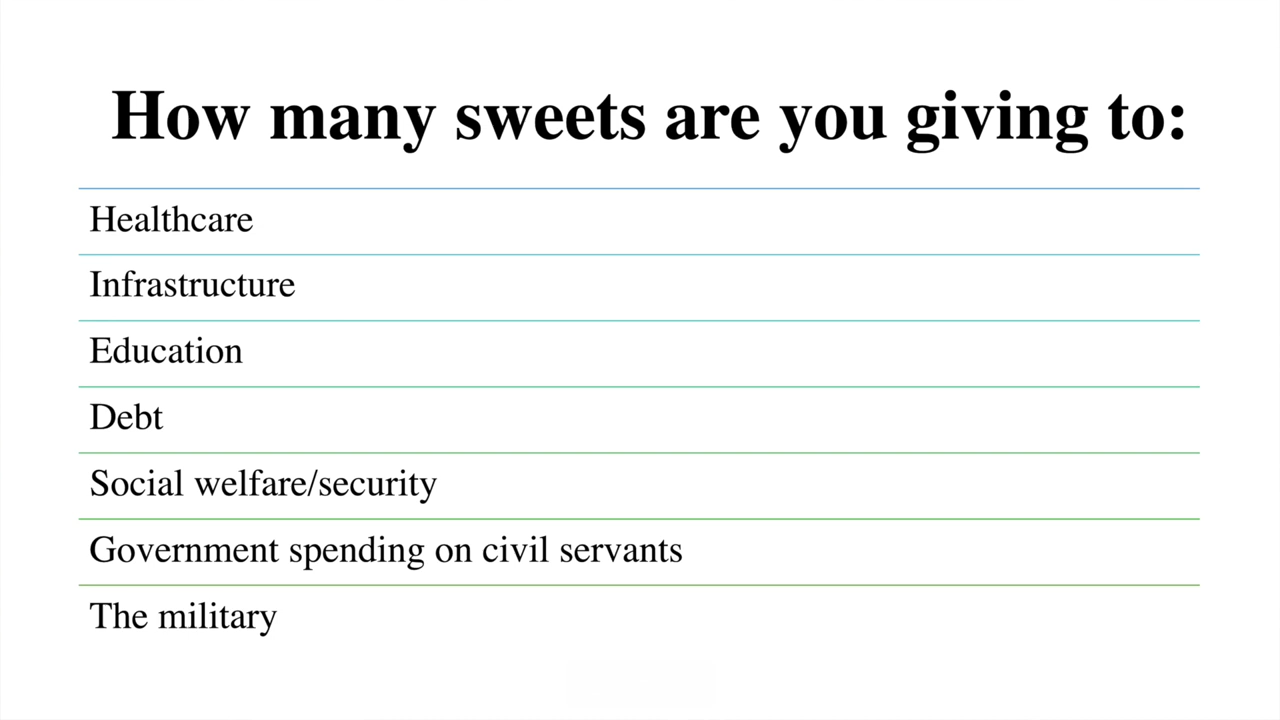 How many sweets are you giving to:
Healthcare
Infrastructure
Education
Debt
Social welfare/security
Government spending on civil servants
The military